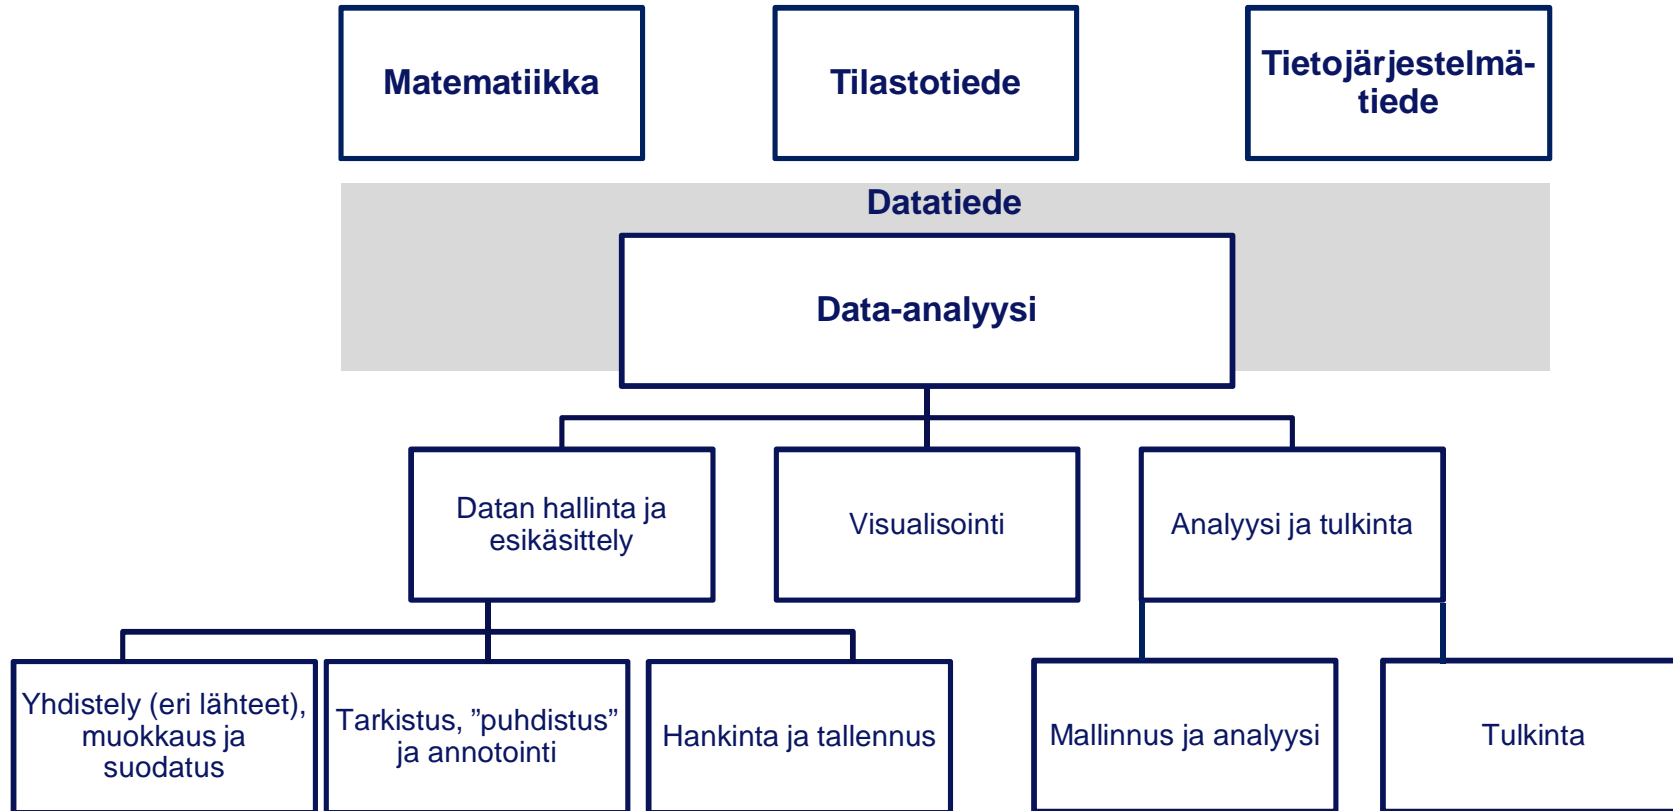 Matematiikka
Tilastotiede
Tietojärjestelmä-
tiede
Datatiede
Data-analyysi
Datan hallinta ja
esikäsittely
Visualisointi
Analyysi ja tulkinta
Yhdistely (eri lähteet),
muokkaus ja
suodatus
Tarkistus, ”puhdistus”
ja annotointi
Hankinta ja tallennus
Mallinnus ja analyysi
Tulkinta